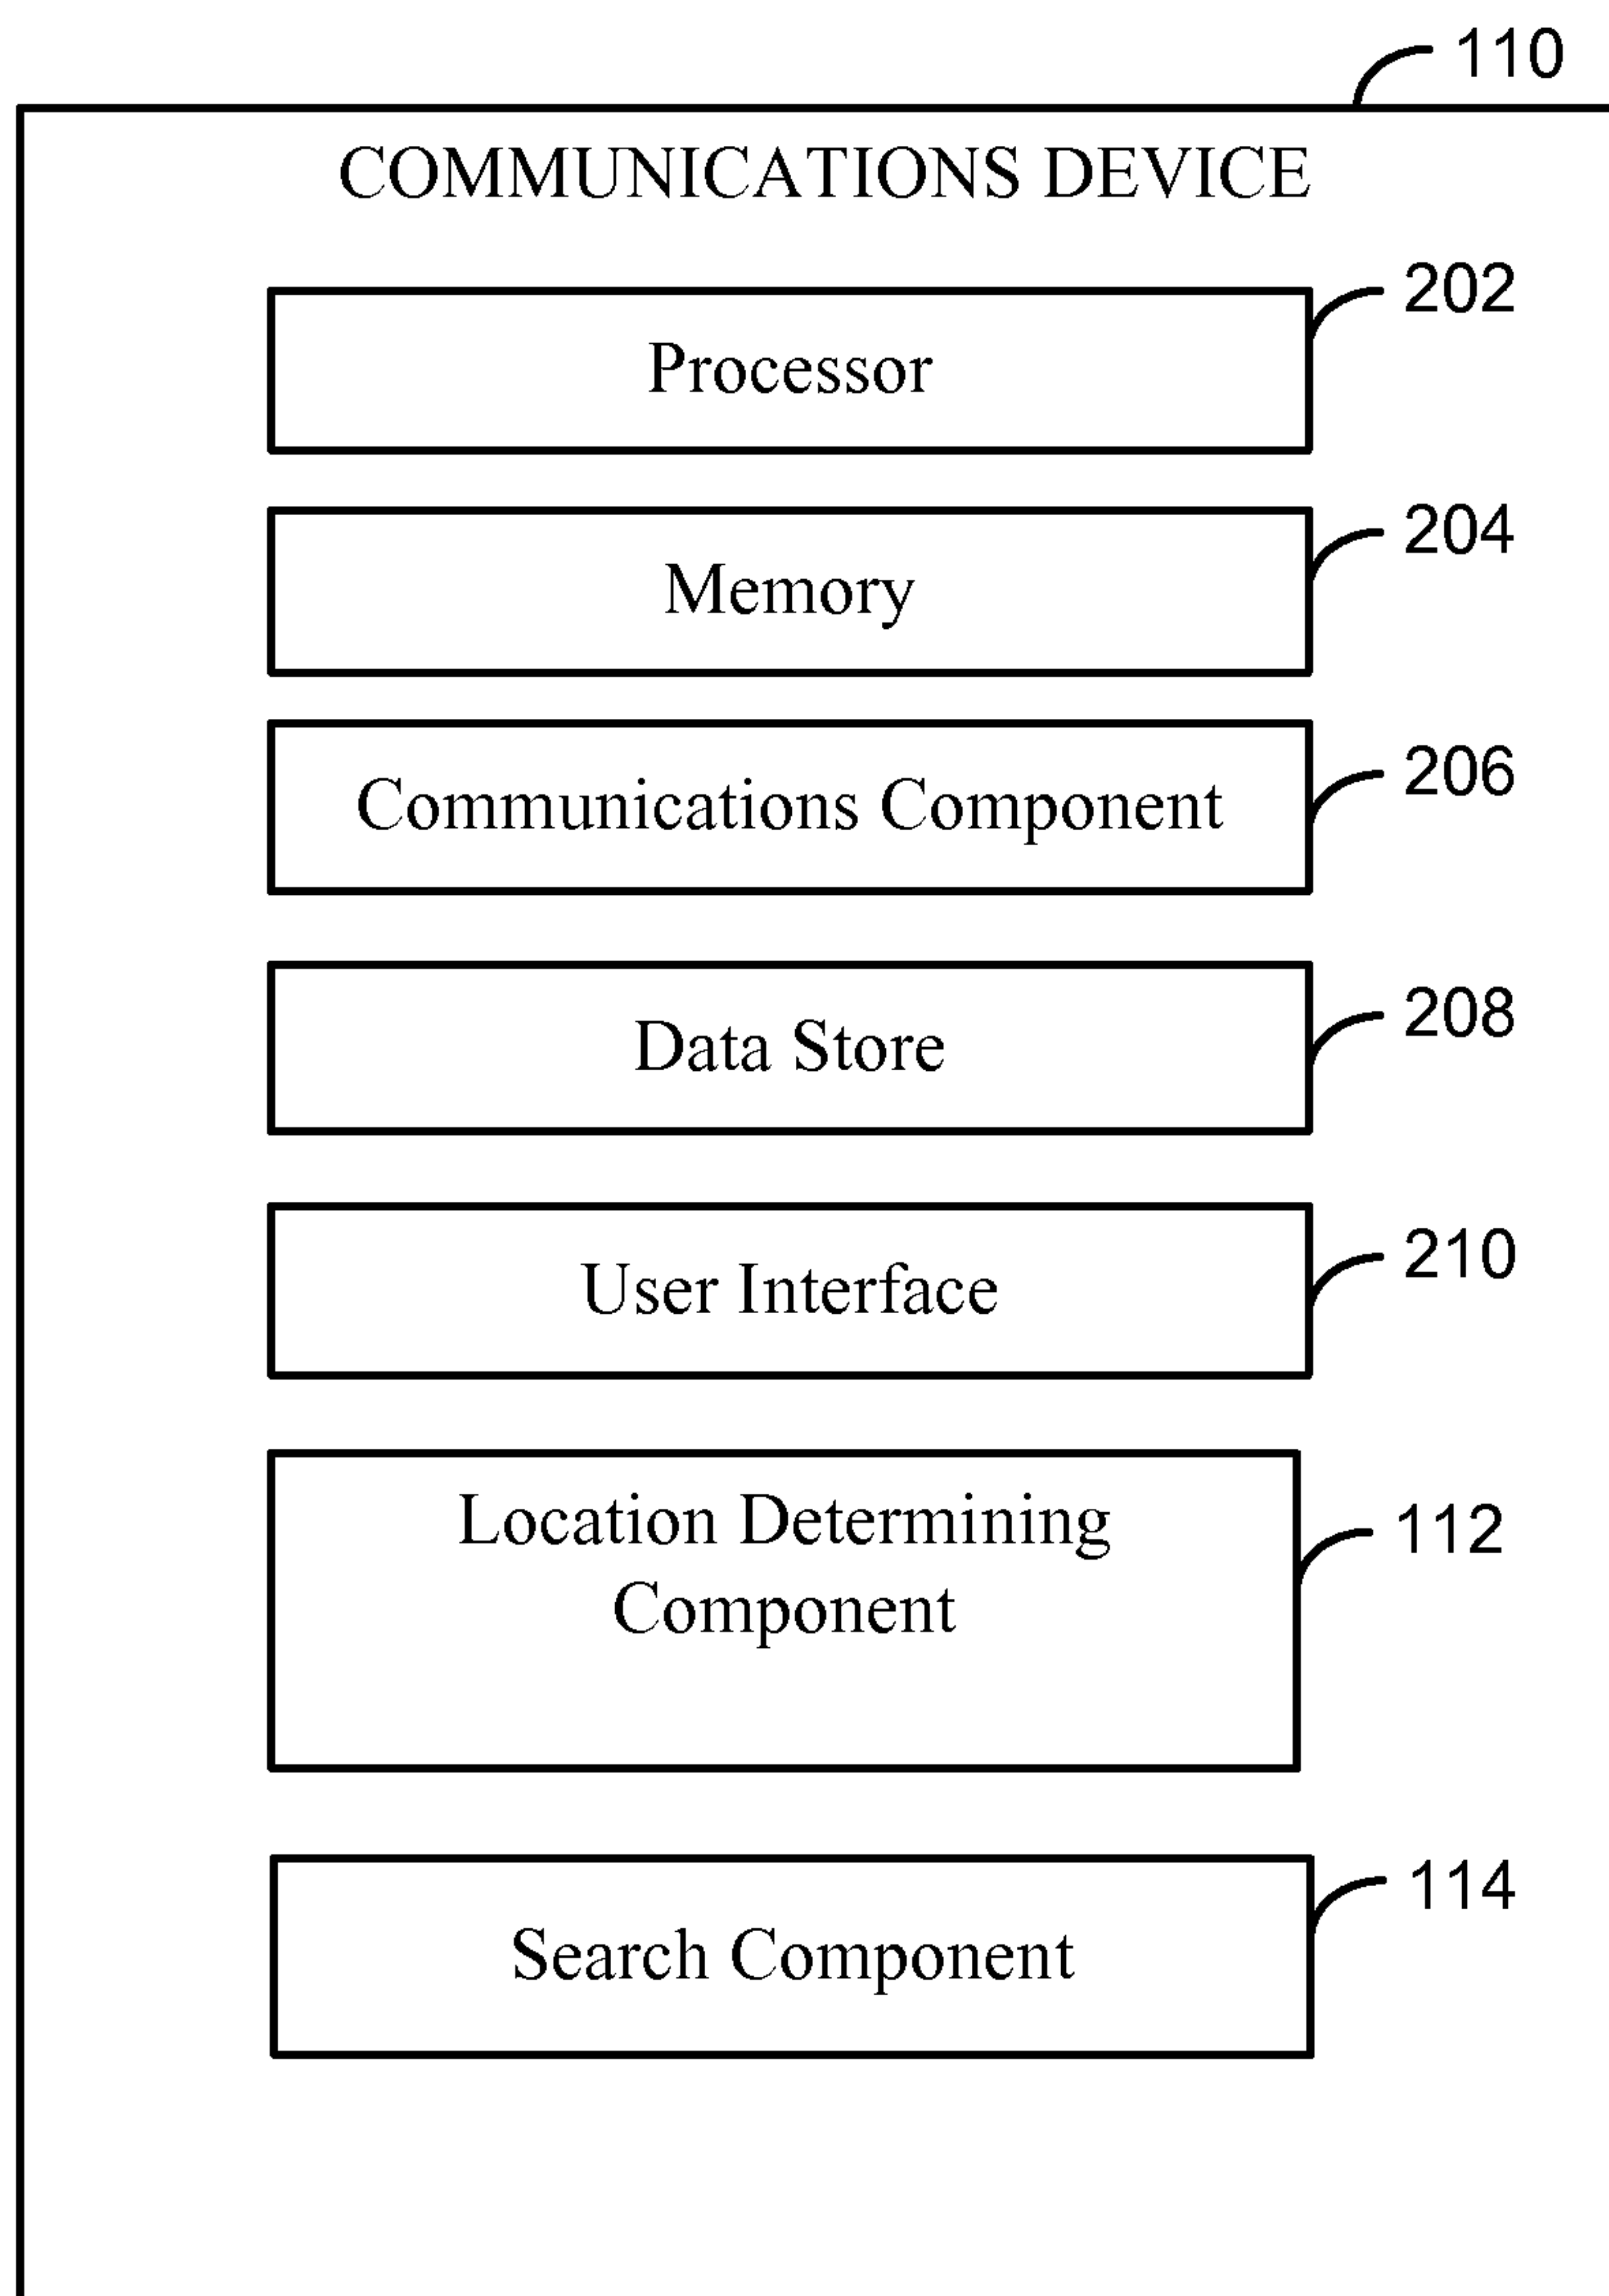 110
COMMUNICATIONS DEVICE
202
Processor
204
Memory
206
Communications Component
208
Data Store
210
User Interface
Location Determining
112
Component
114
Search Component